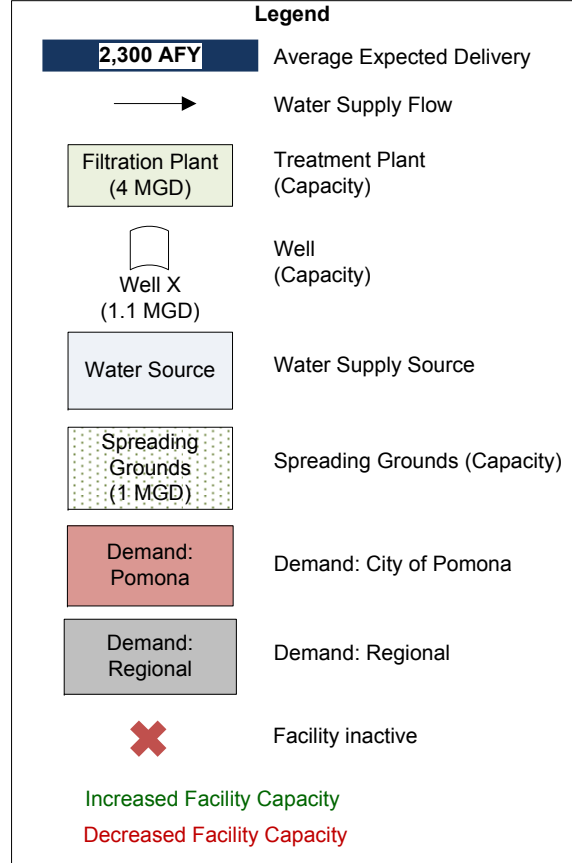 Legend
2,300 AFY
Average Expected Delivery
Water Supply Flow
Filtration Plant
(4 MGD)
Treatment Plant
(Capacity)
Well X
(1.1 MGD)
Well
(Capacity)
Water Source
Water Supply Source
Spreading
Grounds
(1 MGD)
Spreading Grounds (Capacity)
Demand:
Pomona
Demand: City of Pomona
Demand:
Regional
Demand: Regional
Facility inactive
Increased Facility Capacity
Decreased Facility Capacity